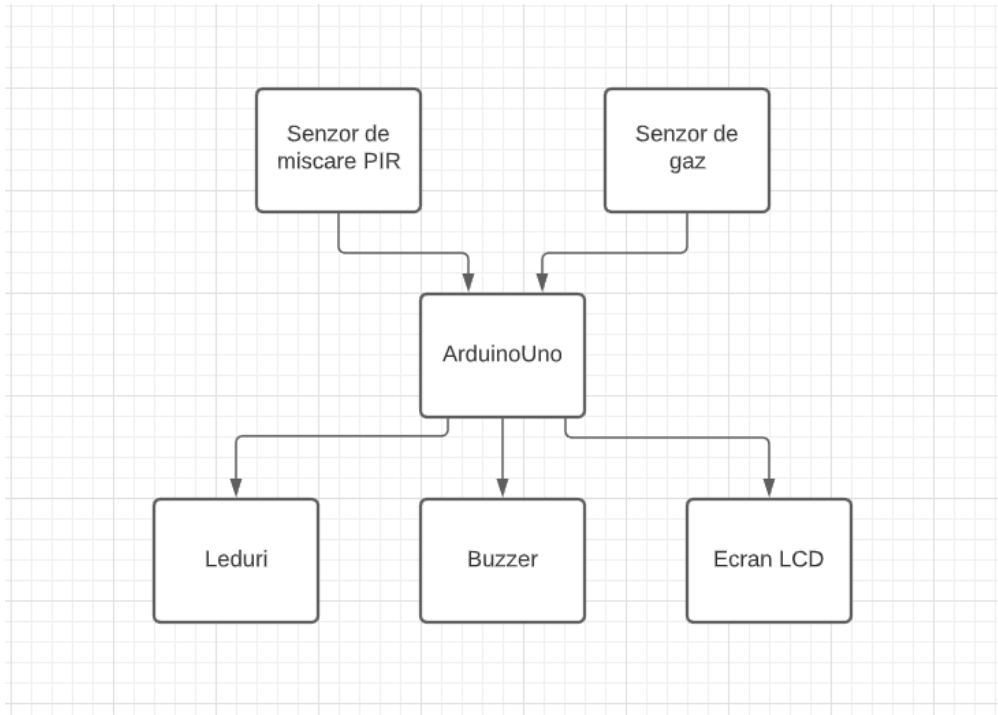 Senzor de
miscare PIR
Senzor de
gaz
ArduinoUno
Leduri
Buzzer
Ecran LCD